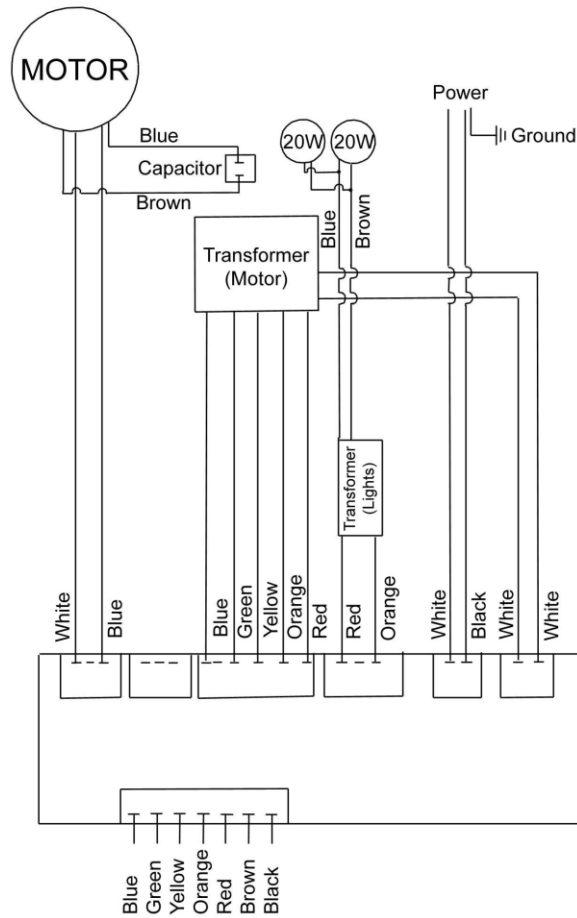 MOTOR
Blue
Capacitor
Brown
20W
20W
Power
Ground
Transformer
(Motor)
Blue
Brown
Transformer
(Lights)
White
Blue
Blue
Green
Yellow
Orange
Red
Red
Orange
White
Black
White
White
Blue
Green
Yellow
Orange
Red
Brown
Black